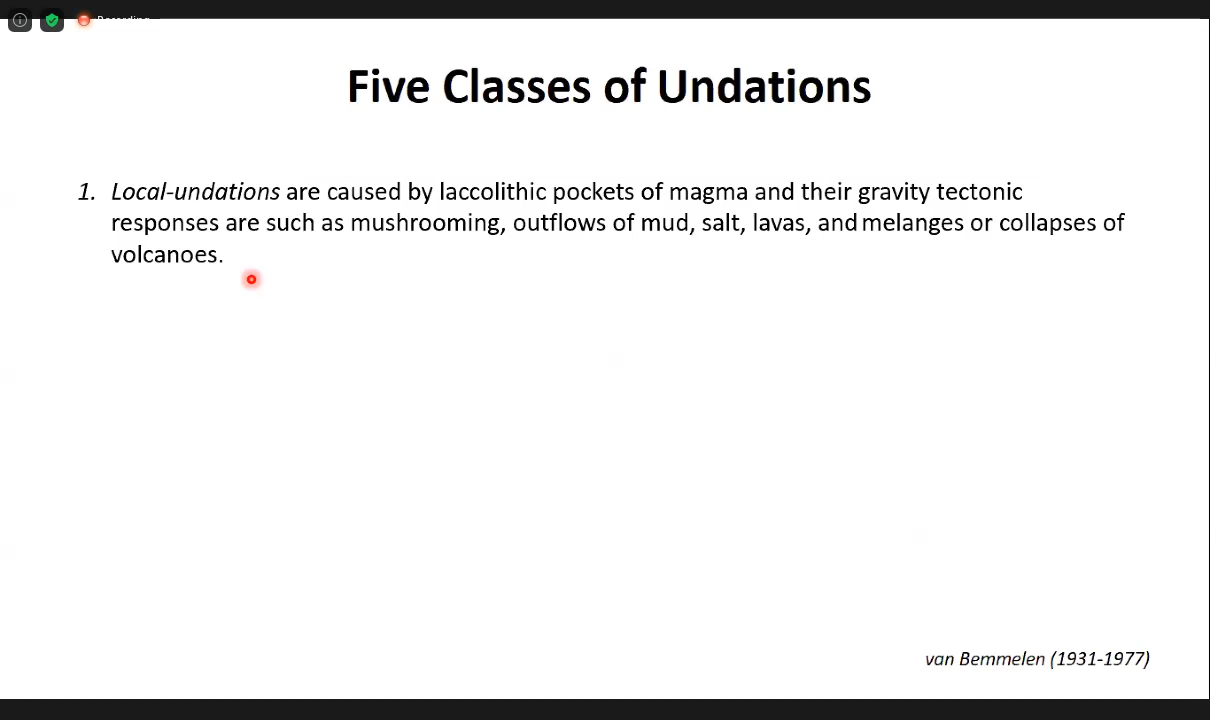 Recording
Five Classes of Undations
1. Local-undations are caused by laccolithic pockets of magma and their gravity tectonic
responses are such as mushrooming, outflows of mud, salt, lavas, and melanges or collapses of
volcanoes.
van Bemmelen (1931-1977)